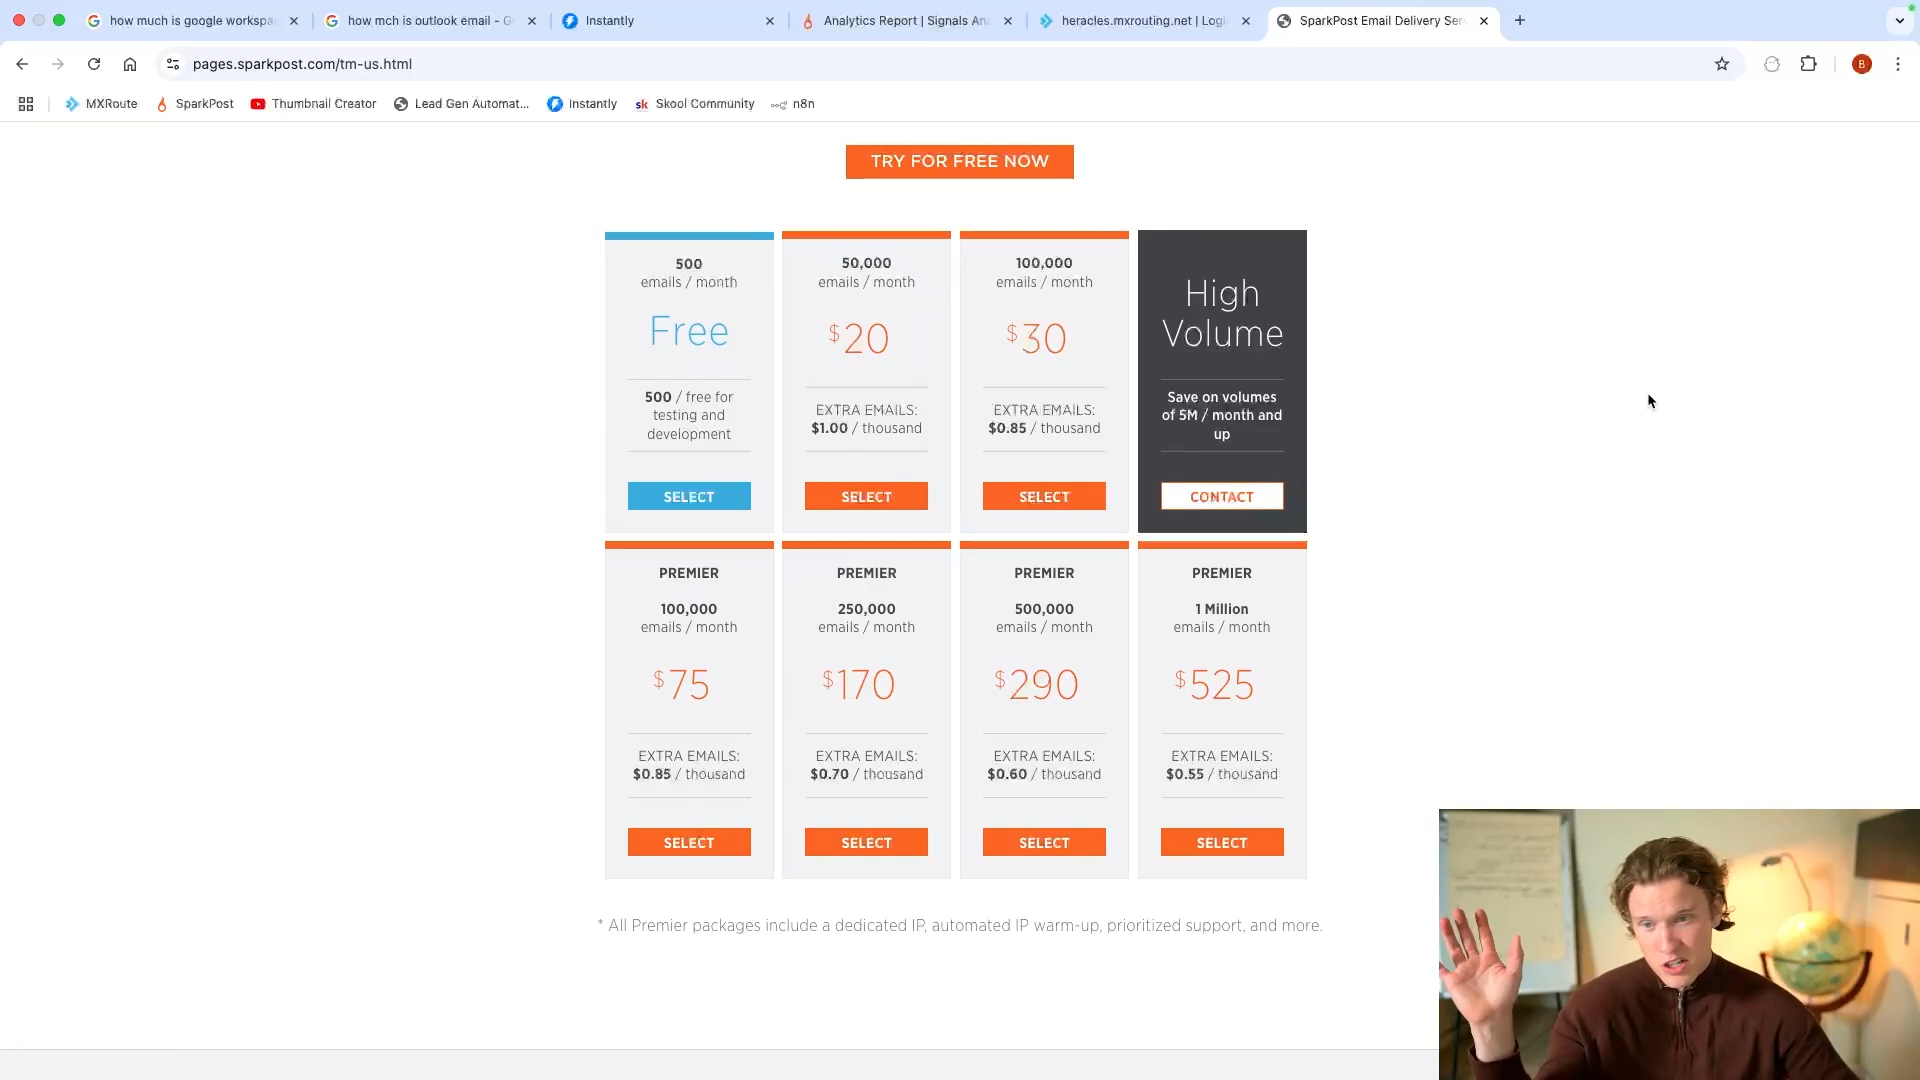 how much is google workspa
how mch is outlook email - G
Instantly
Analytics Report | Signals An
heracles.mxrouting.net | Logi
SparkPost Email Delivery Ser
pages.sparkpost.com/tm-us.html
B
MXRoute
SparkPost
Thumbnail Creator
Lead Gen Automat...
Instantly
sk Skool Community
n8n
TRY FOR FREE NOW
500
emails / month
Free
500 / free for
testing and
development
SELECT
50,000
emails / month
$20
EXTRA EMAILS:
$1.00 / thousand
SELECT
100,000
emails / month
$30
EXTRA EMAILS:
$0.85 / thousand
SELECT
High
Volume
Save on volumes
of 5M / month and
up
CONTACT
PREMIER
100,000
emails / month
$75
EXTRA EMAILS:
$0.85 / thousand
SELECT
PREMIER
250,000
emails / month
$170
EXTRA EMAILS:
$0.70 / thousand
SELECT
PREMIER
500,000
emails / month
$290
EXTRA EMAILS:
$0.60 / thousand
SELECT
PREMIER
1 Million
emails / month
$525
EXTRA EMAILS:
$0.55 / thousand
SELECT
* All Premier packages include a dedicated IP, automated IP warm-up, prioritized support, and more.